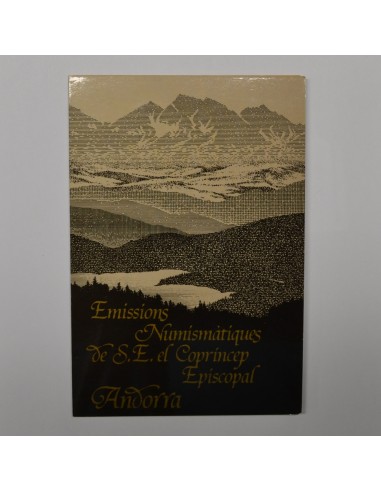 Emissions
Numismàtiques
de S.E. el Copríncep
Episcopal
Andorra